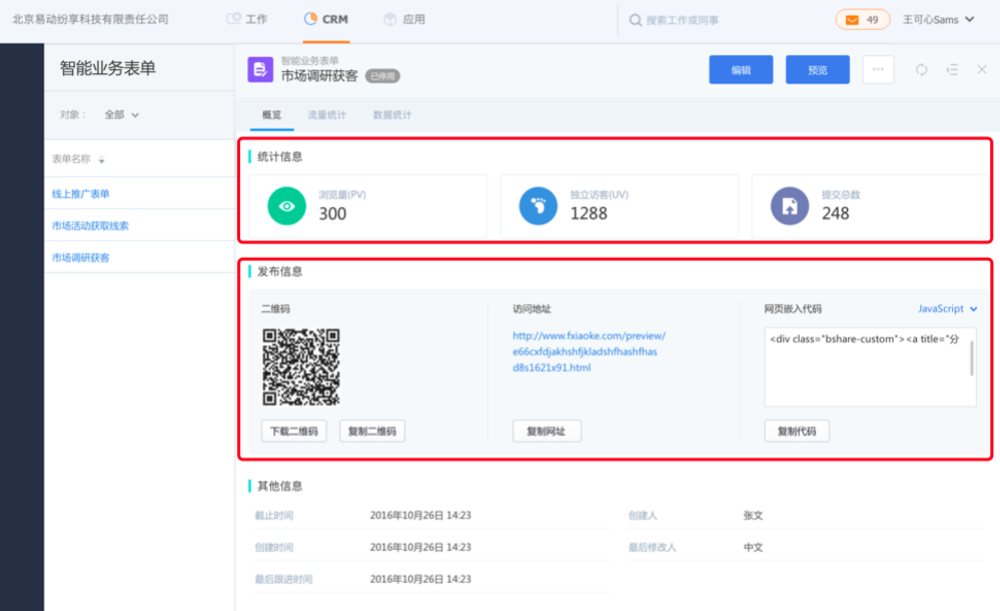 北京易动纷享科技有限责任公司
工作
CRM
应用
搜索工作或同事
49
王可心Sams
智能业务表单
对象： 全部
表单名称
线上推广表单
市场活动获取线索
市场调研获客
智能业务表单
市场调研获客 已停用
编辑
预览
概览
流量统计
数据统计
统计信息
浏览量(PV)
300
独立访客(UV)
1288
提交总数
248
发布信息
二维码
下载二维码
复制二维码
访问地址
http://www.fxiaoke.com/preview/
e66cxfdjakhshfjkladshfhashfhas
d8s1621x91.html
复制网址
网页嵌入代码
JavaScript
<div class="bshare-custom"><a title="分
复制代码
其他信息
截止时间 2016年10月26日 14:23
创建人 张文
创建时间 2016年10月26日 14:23
最后修改人 中文
最后跟进时间 2016年10月26日 14:23